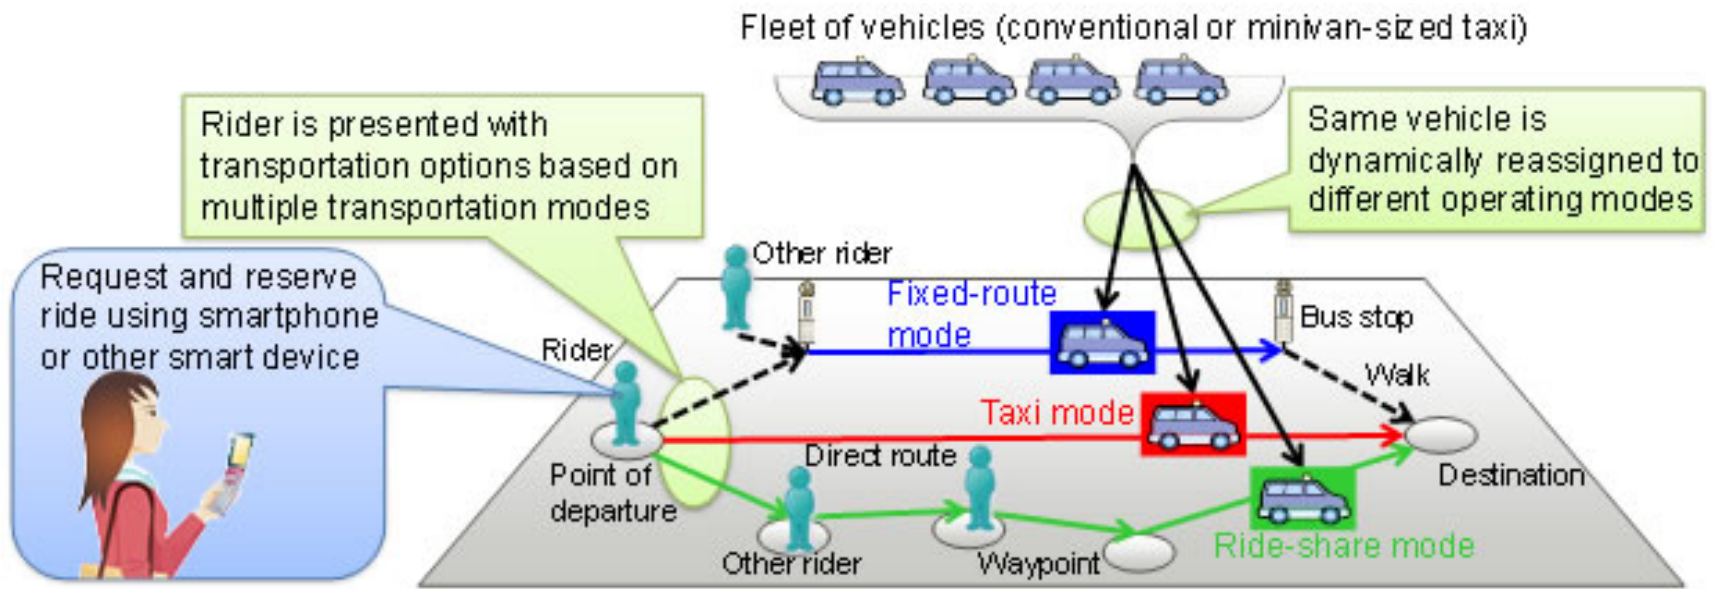 Fleet of vehicles (conventional or minivan-sized taxi)
Rider is presented with
transportation options based on
multiple transportation modes
Same vehicle is
dynamically reassigned to
different operating modes
Request and reserve
ride using smartphone
or other smart device
Other rider
Fixed-route
mode
Bus stop
Rider
Walk
Taxi mode
Direct route
Point of
departure
Destination
Other rider
Waypoint
Ride-share mode